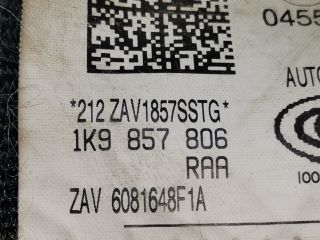 0455
*212 ZAV1857SSTG*
AUTO
1K9 857 806
RAA
100
ZAV 6081648F1A